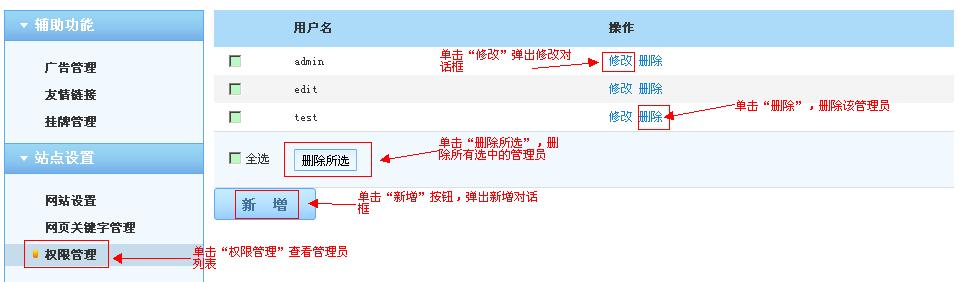 辅助功能
广告管理
友情链接
挂牌管理
站点设置
网站设置
网页关键字管理
权限管理
用户名
操作
admin
修改 删除
edit
修改 删除
test
修改 删除
全选
删除所选
新 增
单击“修改”弹出修改对
话框
单击“删除”，删除该管理员
单击“删除所选”，删
除所有选中的管理员
单击“新增”按钮，弹出新增对话
框
单击“权限管理”查看管理员
列表